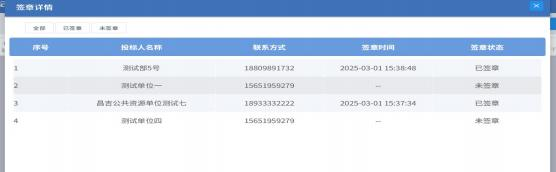 签章详情
全部 已签章 未签章
序号 投标人名称 联系方式 签章时间 签章状态
1 测试部5号 18809891732 2025-03-01 15:38:48 已签章
2 测试单位一 15651959279 -- 未签章
3 昌吉公共资源单位测试七 18933332222 2025-03-01 15:37:34 已签章
4 测试单位四 15651959279 -- 未签章